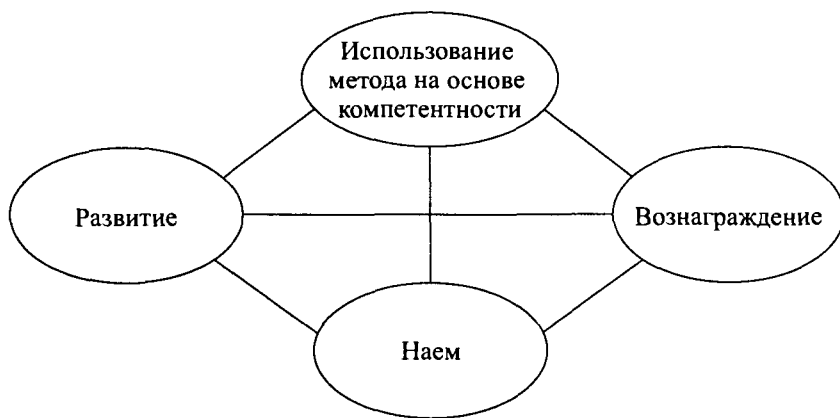 Использование
метода на основе
компетентности
Развитие
Вознаграждение
Наем